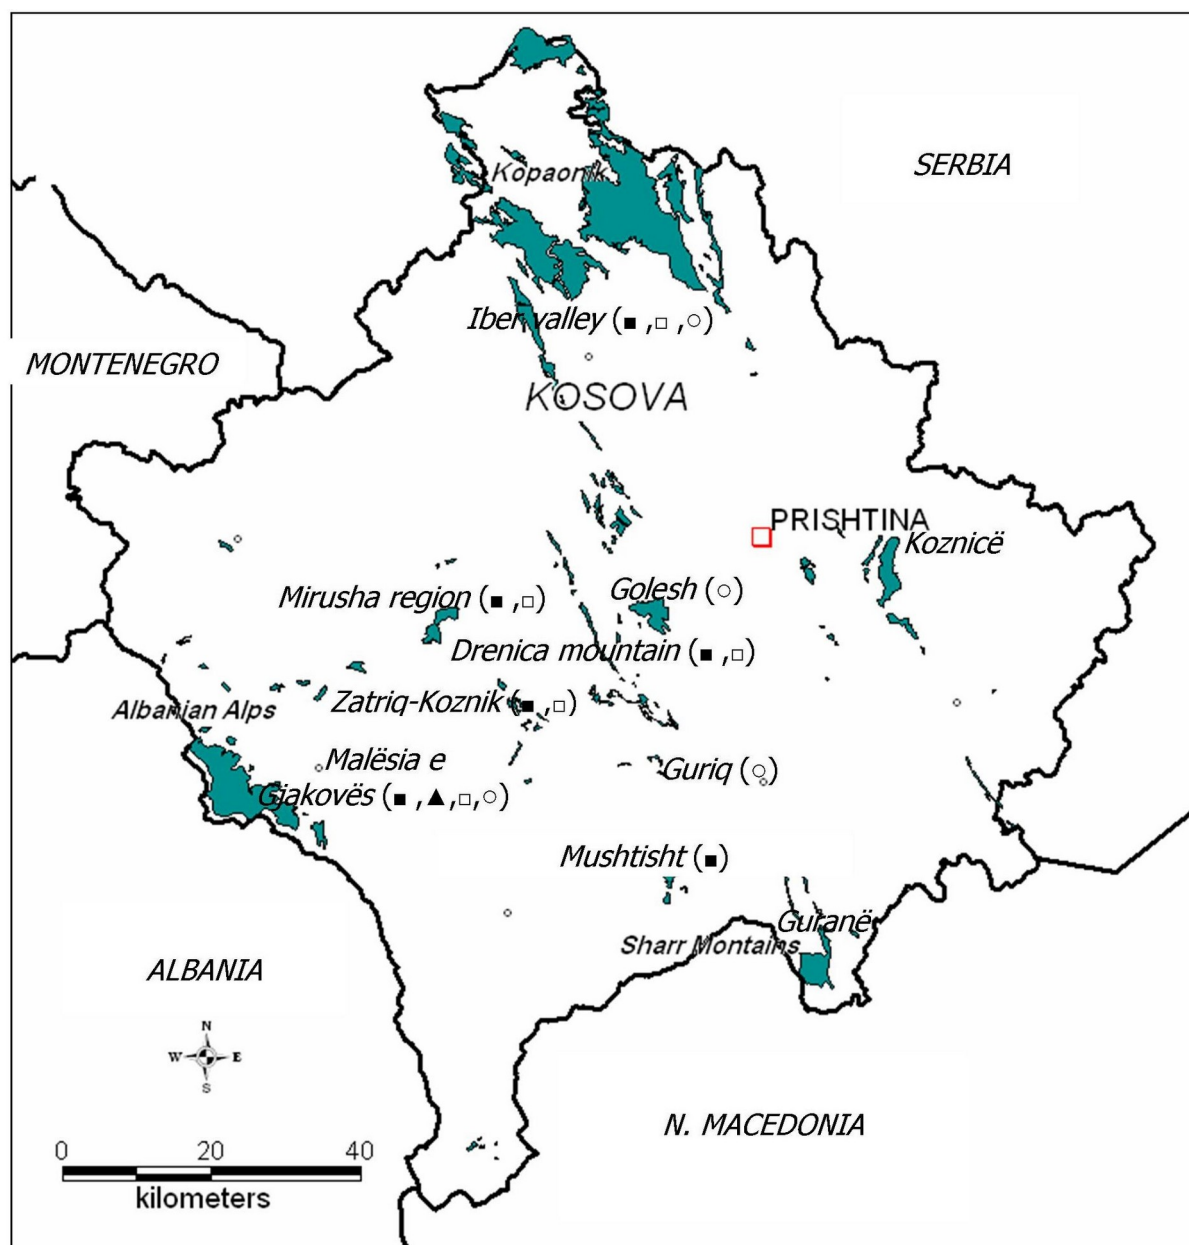 SERBIA
Kopaonik
Iber valley (■ ,□ ,○)
MONTENEGRO
KOSOVA
PRISHTINA
Koznicë
Golesh (○)
Mirusha region (■ ,□)
Drenica mountain (■ ,□)
Zatriq-Koznik (■ ,□)
Albanian Alps
Malësia e
Gjakovës (■ ,▲,□,○)
Guriq (○)
Mushtisht (■)
Guranë
Sharr Montains
ALBANIA
N
W E
S
N. MACEDONIA
0 20 40
kilometers